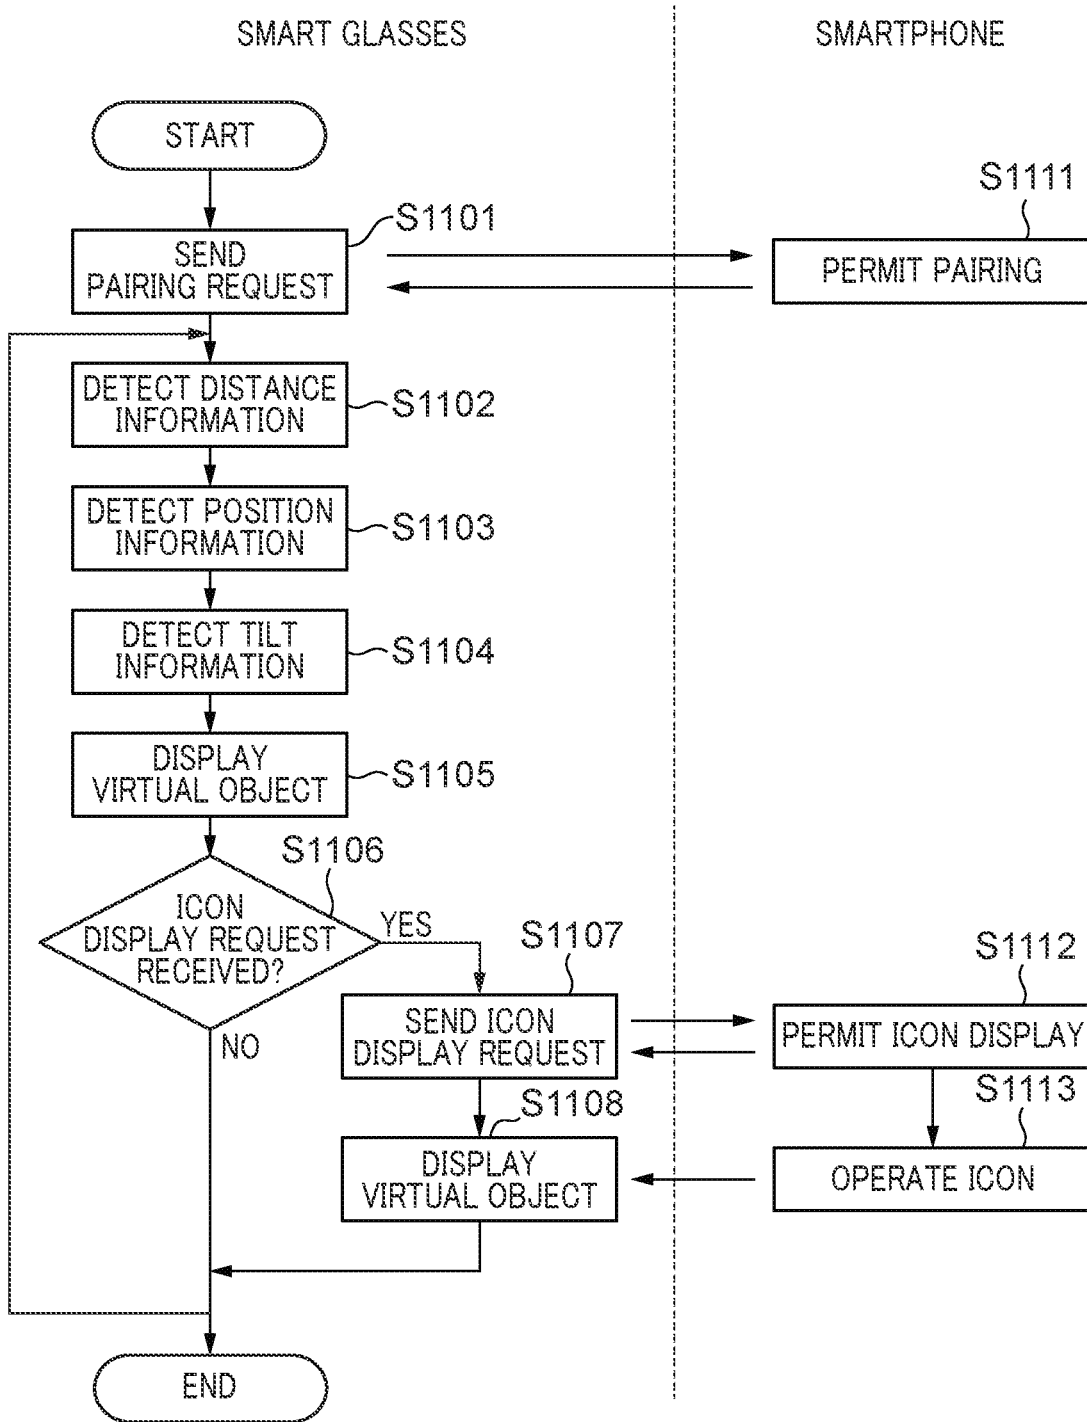 SMART GLASSES
SMARTPHONE
START
S1111
S1101
SEND
PAIRING REQUEST
PERMIT PAIRING
DETECT DISTANCE
INFORMATION
S1102
DETECT POSITION
INFORMATION
S1103
DETECT TILT
INFORMATION
S1104
DISPLAY
VIRTUAL OBJECT
S1105
S1106
ICON
DISPLAY REQUEST
RECEIVED?
YES
NO
S1107
SEND ICON
DISPLAY REQUEST
S1112
PERMIT ICON DISPLAY
S1108
DISPLAY
VIRTUAL OBJECT
S1113
OPERATE ICON
END